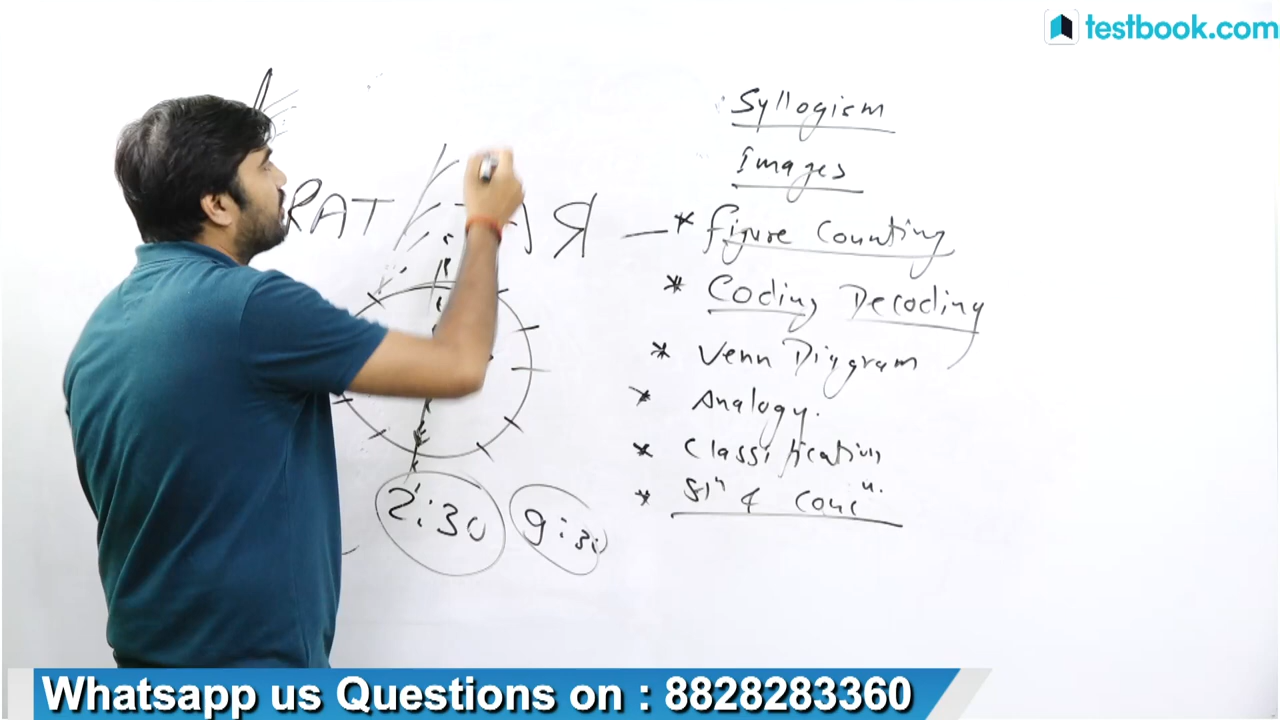 testbook.com
Syllogism
Images
RAT
R
* figure Counting
* Coding Decoding
* Venn Diagram
* Analogy.
* Classification
* & Concn.
2:30
9:30
Whatsapp us Questions on : 8828283360